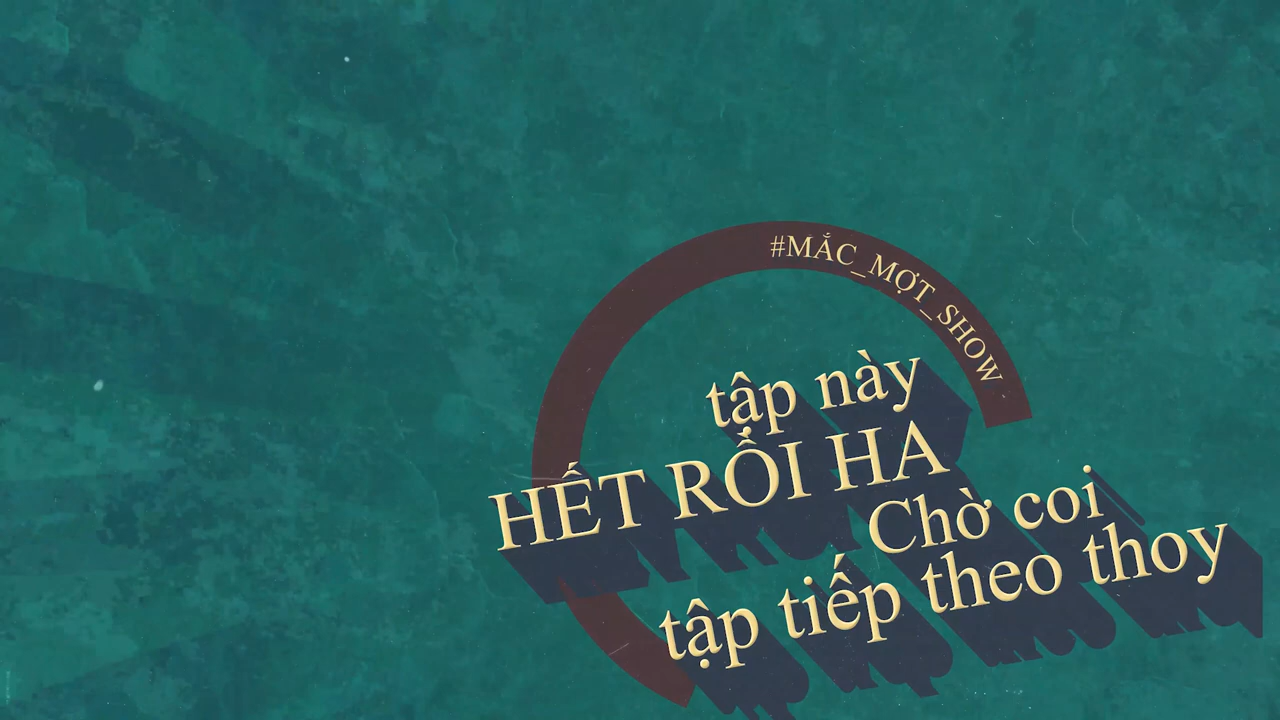 #MẮC_MỢT_SHOW
tập này
HẾT RỒI HA
Chờ coi
tập tiếp theo thoy